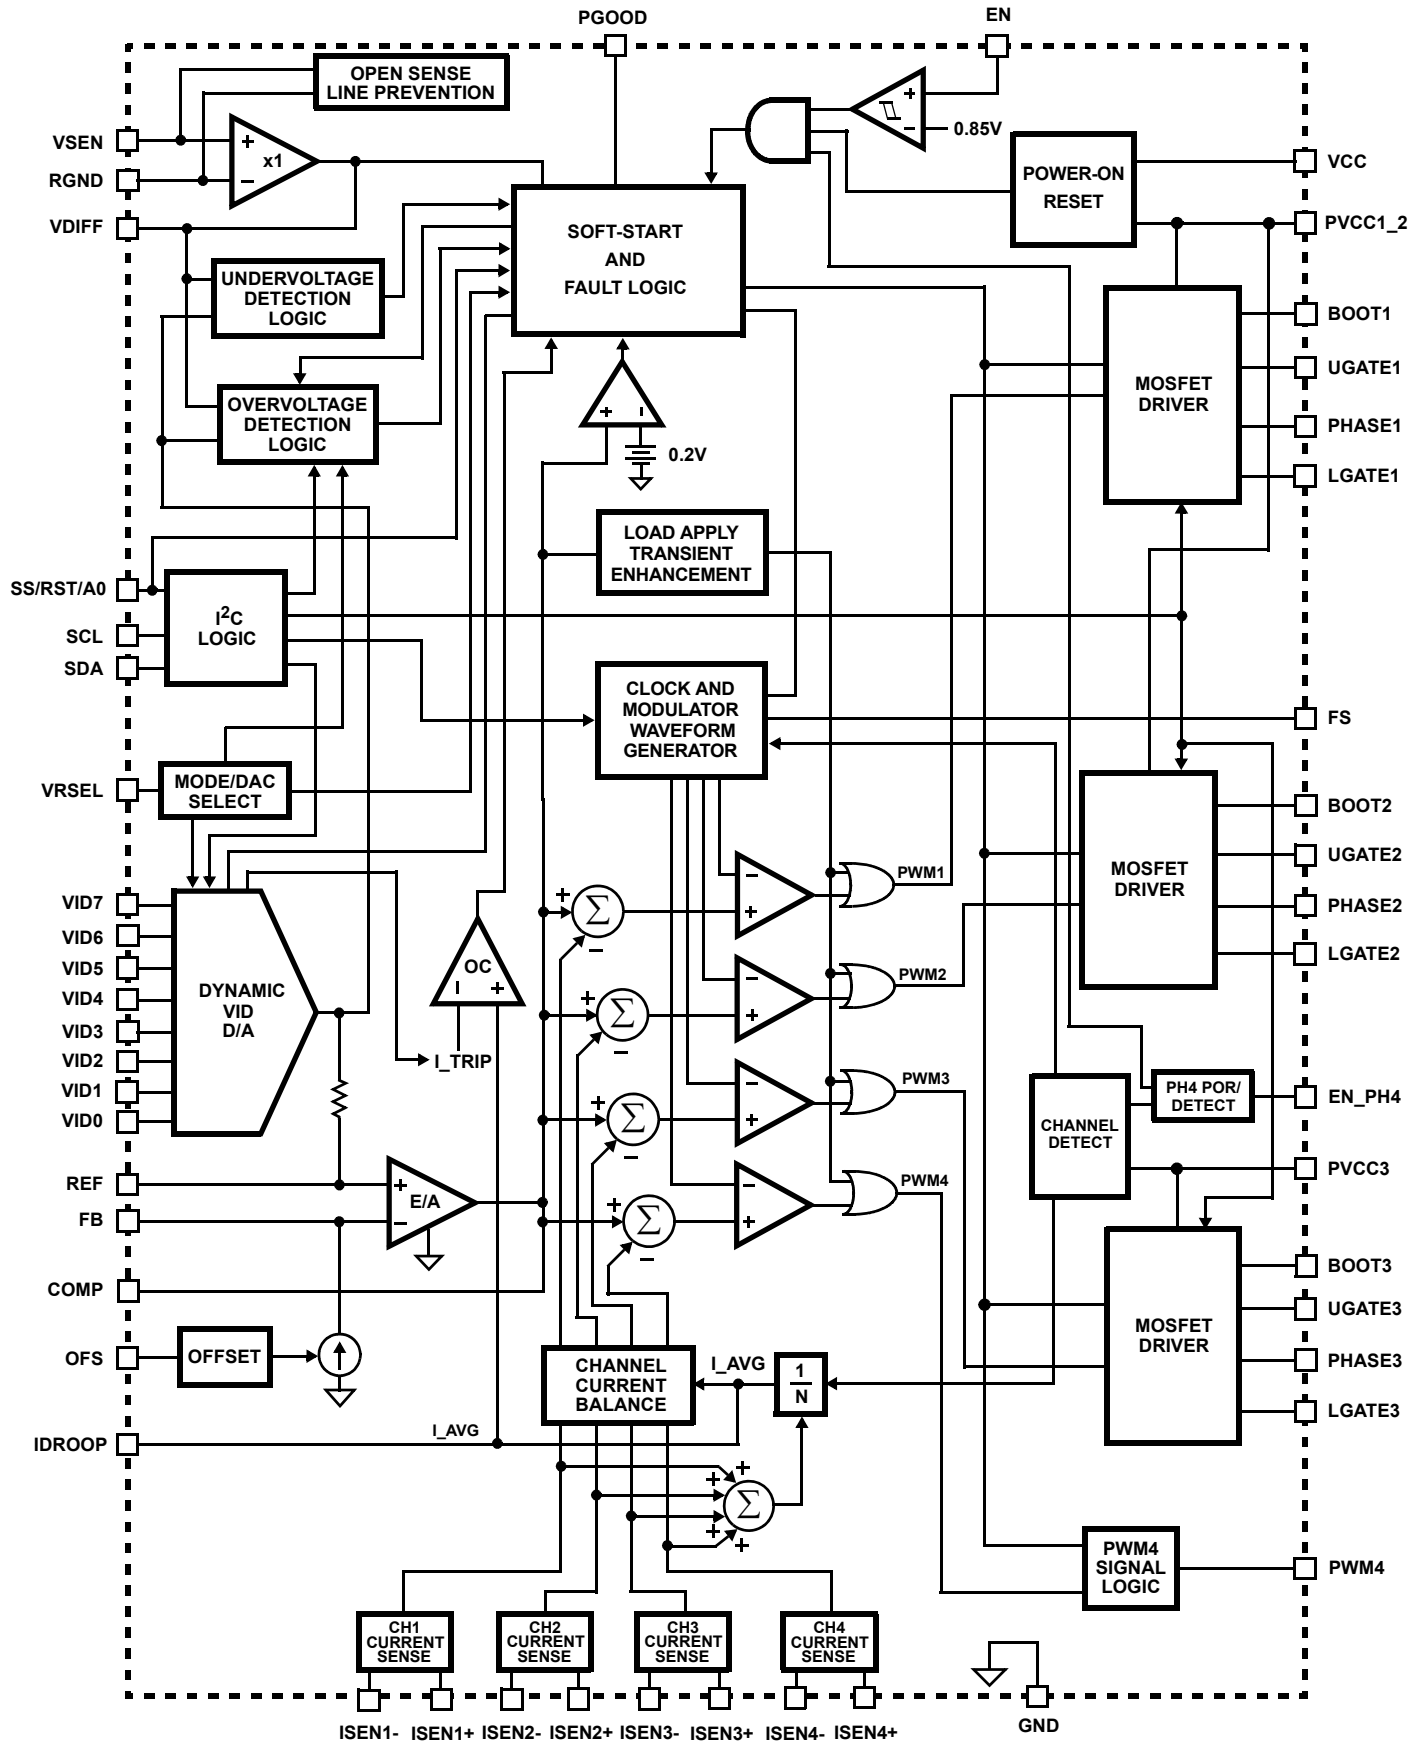 PGOOD
EN
OPEN SENSE
LINE PREVENTION
+
−
0.85V
VSEN
+
x1
−
RGND
VDIFF
POWER-ON
RESET
VCC
PVCC1_2
SOFT-START
AND
FAULT LOGIC
UNDERVOLTAGE
DETECTION
LOGIC
OVERVOLTAGE
DETECTION
LOGIC
+
−
0.2V
MOSFET
DRIVER
BOOT1
UGATE1
PHASE1
LGATE1
LOAD APPLY
TRANSIENT
ENHANCEMENT
SS/RST/A0
SCL
SDA
I2C
LOGIC
CLOCK AND
MODULATOR
WAVEFORM
GENERATOR
FS
VRSEL
MODE/DAC
SELECT
MOSFET
DRIVER
BOOT2
UGATE2
PHASE2
LGATE2
VID7
VID6
VID5
VID4
VID3
VID2
VID1
VID0
DYNAMIC
VID
D/A
OC
−
+
I_TRIP
+
Σ
−
−
+
PWM1
+
Σ
−
−
+
PWM2
+
Σ
−
−
+
PWM3
+
Σ
−
−
+
PWM4
CHANNEL
DETECT
PH4 POR/
DETECT
EN_PH4
PVCC3
REF
FB
+
E/A
−
COMP
OFS
OFFSET
MOSFET
DRIVER
BOOT3
UGATE3
PHASE3
LGATE3
CHANNEL
CURRENT
BALANCE
I_AVG
1
N
IDROOP
I_AVG
+
+
Σ
+
+
PWM4
SIGNAL
LOGIC
PWM4
CH1
CURRENT
SENSE
CH2
CURRENT
SENSE
CH3
CURRENT
SENSE
CH4
CURRENT
SENSE
ISEN1- ISEN1+ ISEN2- ISEN2+ ISEN3- ISEN3+ ISEN4- ISEN4+
GND